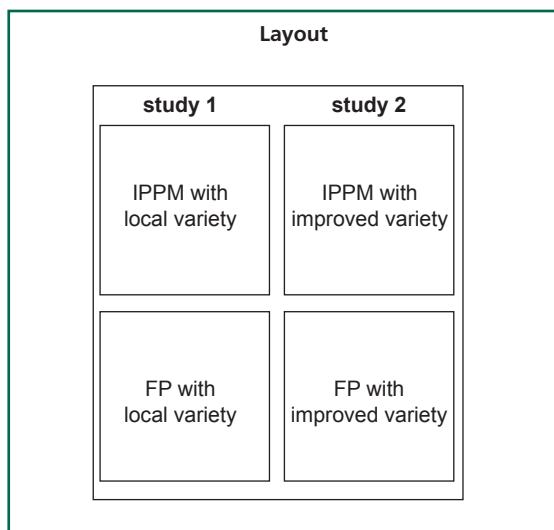 Layout
study 1
study 2
IPPM with
local variety
IPPM with
improved variety
FP with
local variety
FP with
improved variety